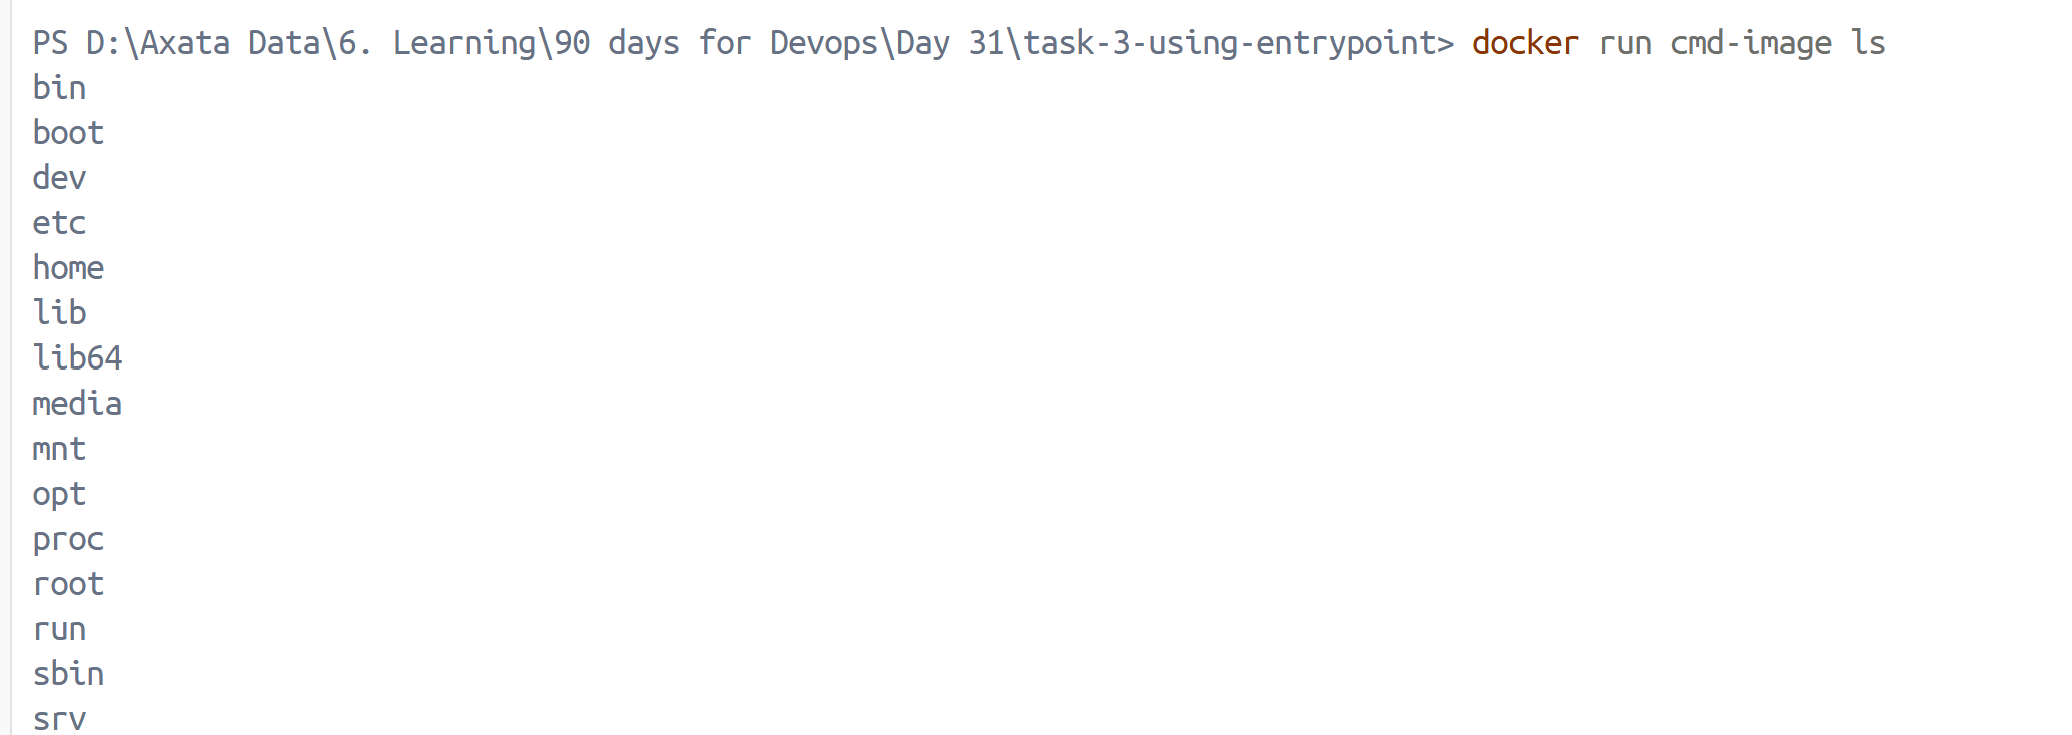 PS D:\Axata Data\6. Learning\90 days for Devops\Day 31\task-3-using-entrypoint> docker run cmd-image ls
bin
boot
dev
etc
home
lib
lib64
media
mnt
opt
proc
root
run
sbin
srv